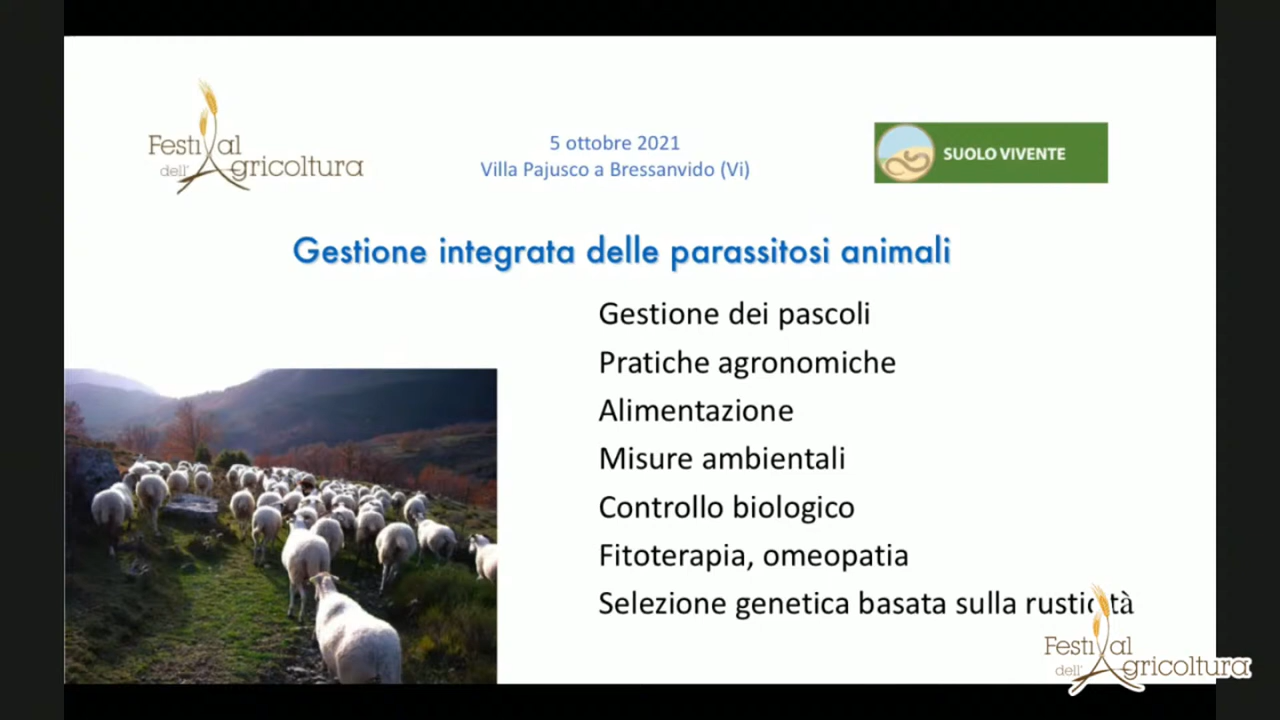 Festival
dell'Agricoltura
5 ottobre 2021
Villa Pajusco a Bressanvido (Vi)
SUOLO VIVENTE
Gestione integrata delle parassitosi animali
Gestione dei pascoli
Pratiche agronomiche
Alimentazione
Misure ambientali
Controllo biologico
Fitoterapia, omeopatia
Selezione genetica basata sulla rusticità
Festival
dell'Agricoltura